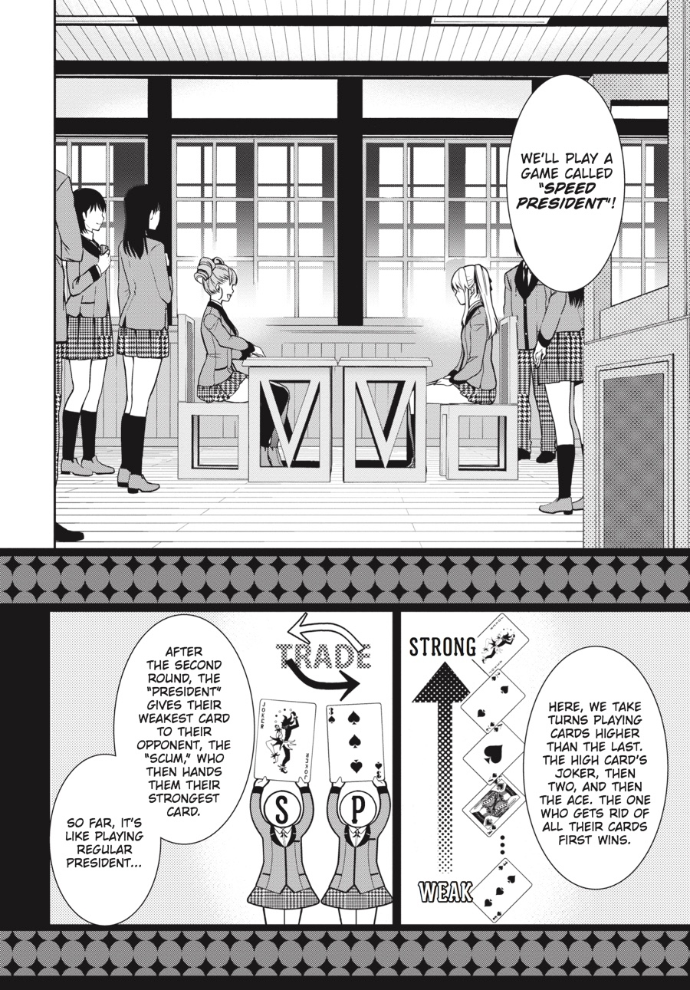 WE'LL PLAY A
GAME CALLED
"SPEED
PRESIDENT"!
HERE, WE TAKE
TURNS PLAYING
CARDS HIGHER
THAN THE LAST.
THE HIGH CARD'S
JOKER, THEN
TWO, AND THEN
THE ACE. THE ONE
WHO GETS RID OF
ALL THEIR CARDS
FIRST WINS.
STRONG
WEAK
TRADE
JOKER
JOKER
3
S
P
AFTER
THE SECOND
ROUND, THE
"PRESIDENT"
GIVES THEIR
WEAKEST CARD
TO THEIR
OPPONENT, THE
"SCUM," WHO
THEN HANDS
THEM THEIR
STRONGEST
CARD.
SO FAR, IT'S
LIKE PLAYING
REGULAR
PRESIDENT...